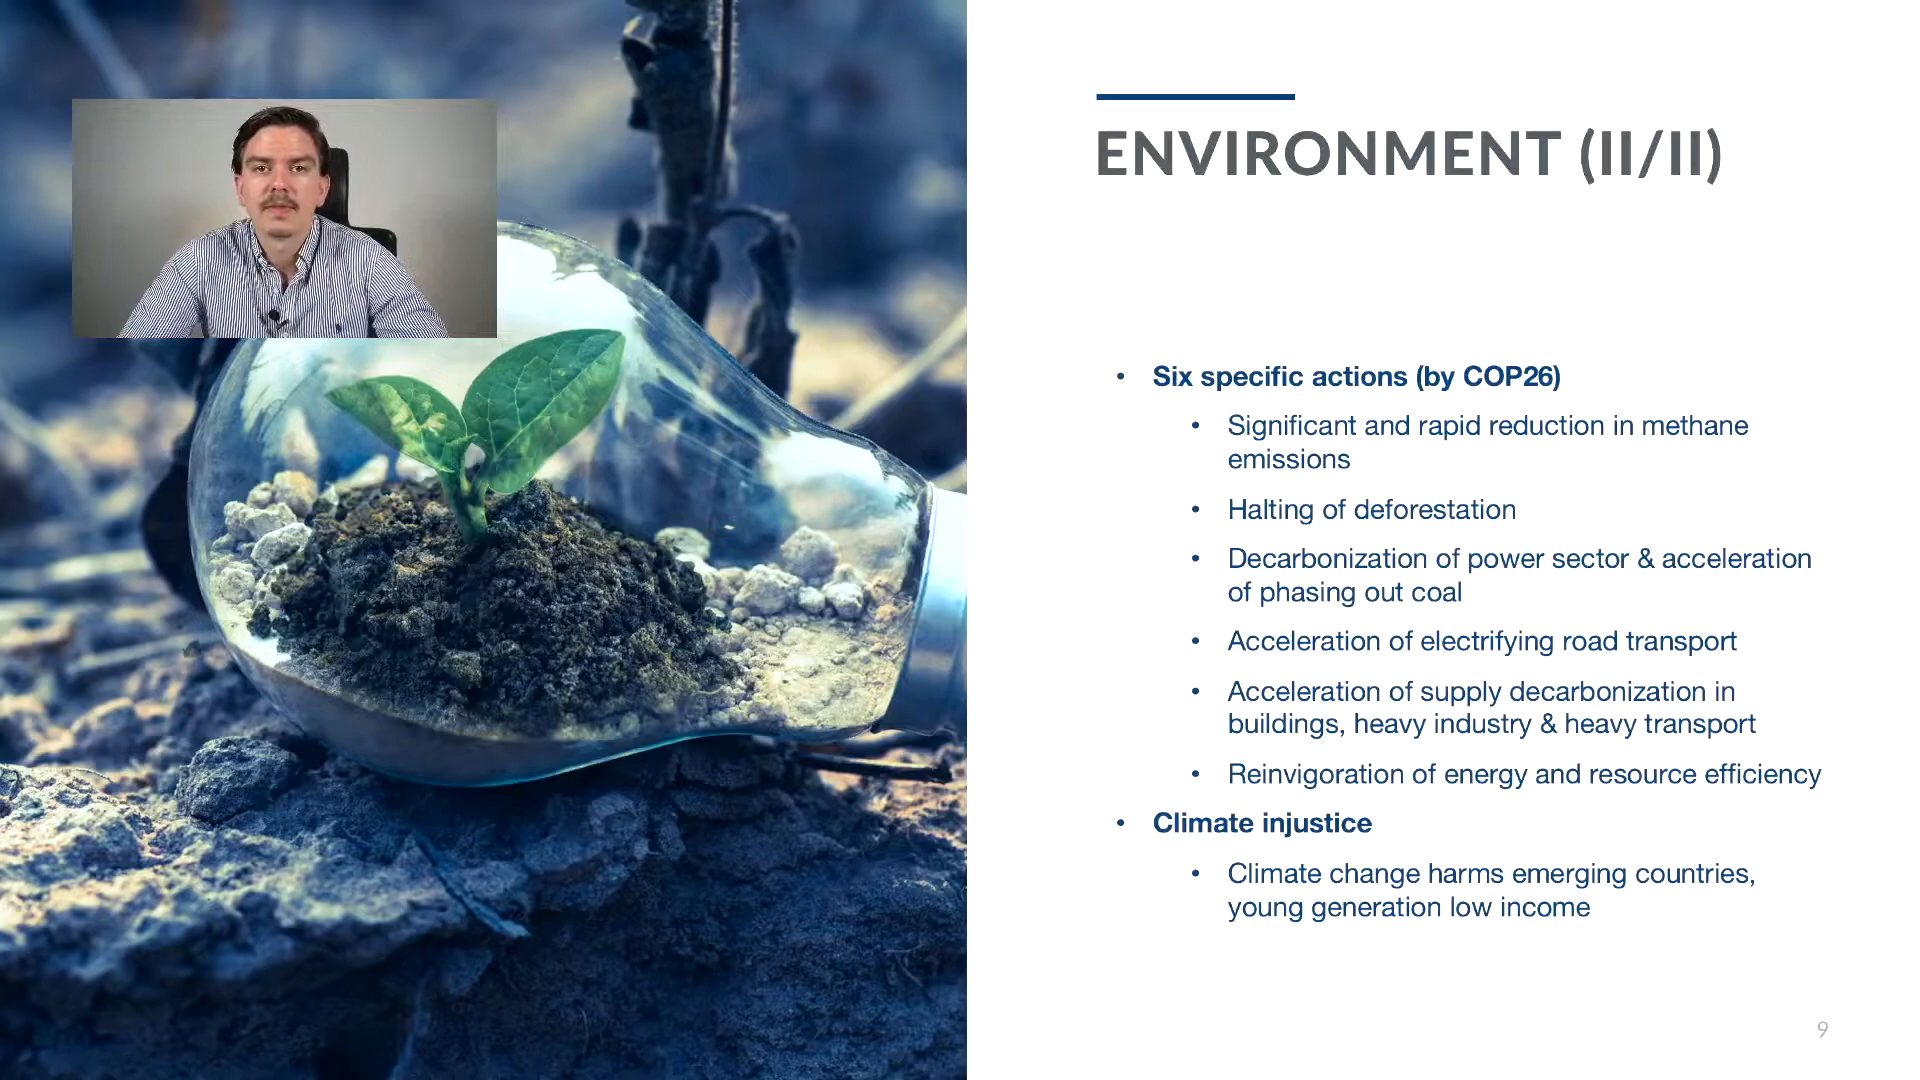 ENVIRONMENT (II/II)
• Six specific actions (by COP26)
• Significant and rapid reduction in methane
emissions
• Halting of deforestation
• Decarbonization of power sector & acceleration
of phasing out coal
• Acceleration of electrifying road transport
• Acceleration of supply decarbonization in
buildings, heavy industry & heavy transport
• Reinvigoration of energy and resource efficiency
• Climate injustice
• Climate change harms emerging countries,
young generation low income
9